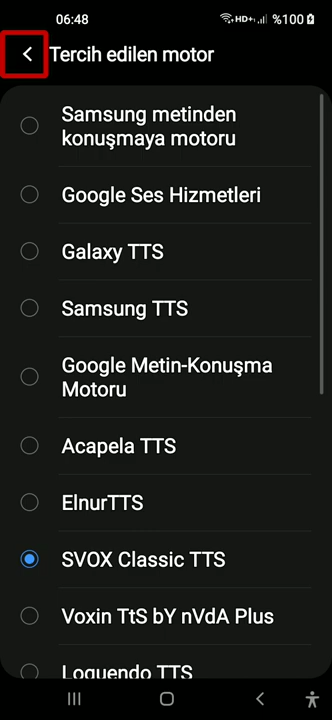 06:48
HD+ %100
Tercih edilen motor
Samsung metinden
konuşmaya motoru
Google Ses Hizmetleri
Galaxy TTS
Samsung TTS
Google Metin-Konuşma
Motoru
Acapela TTS
ElnurTTS
SVOX Classic TTS
Voxin TtS bY nVdA Plus
Loquendo TTS